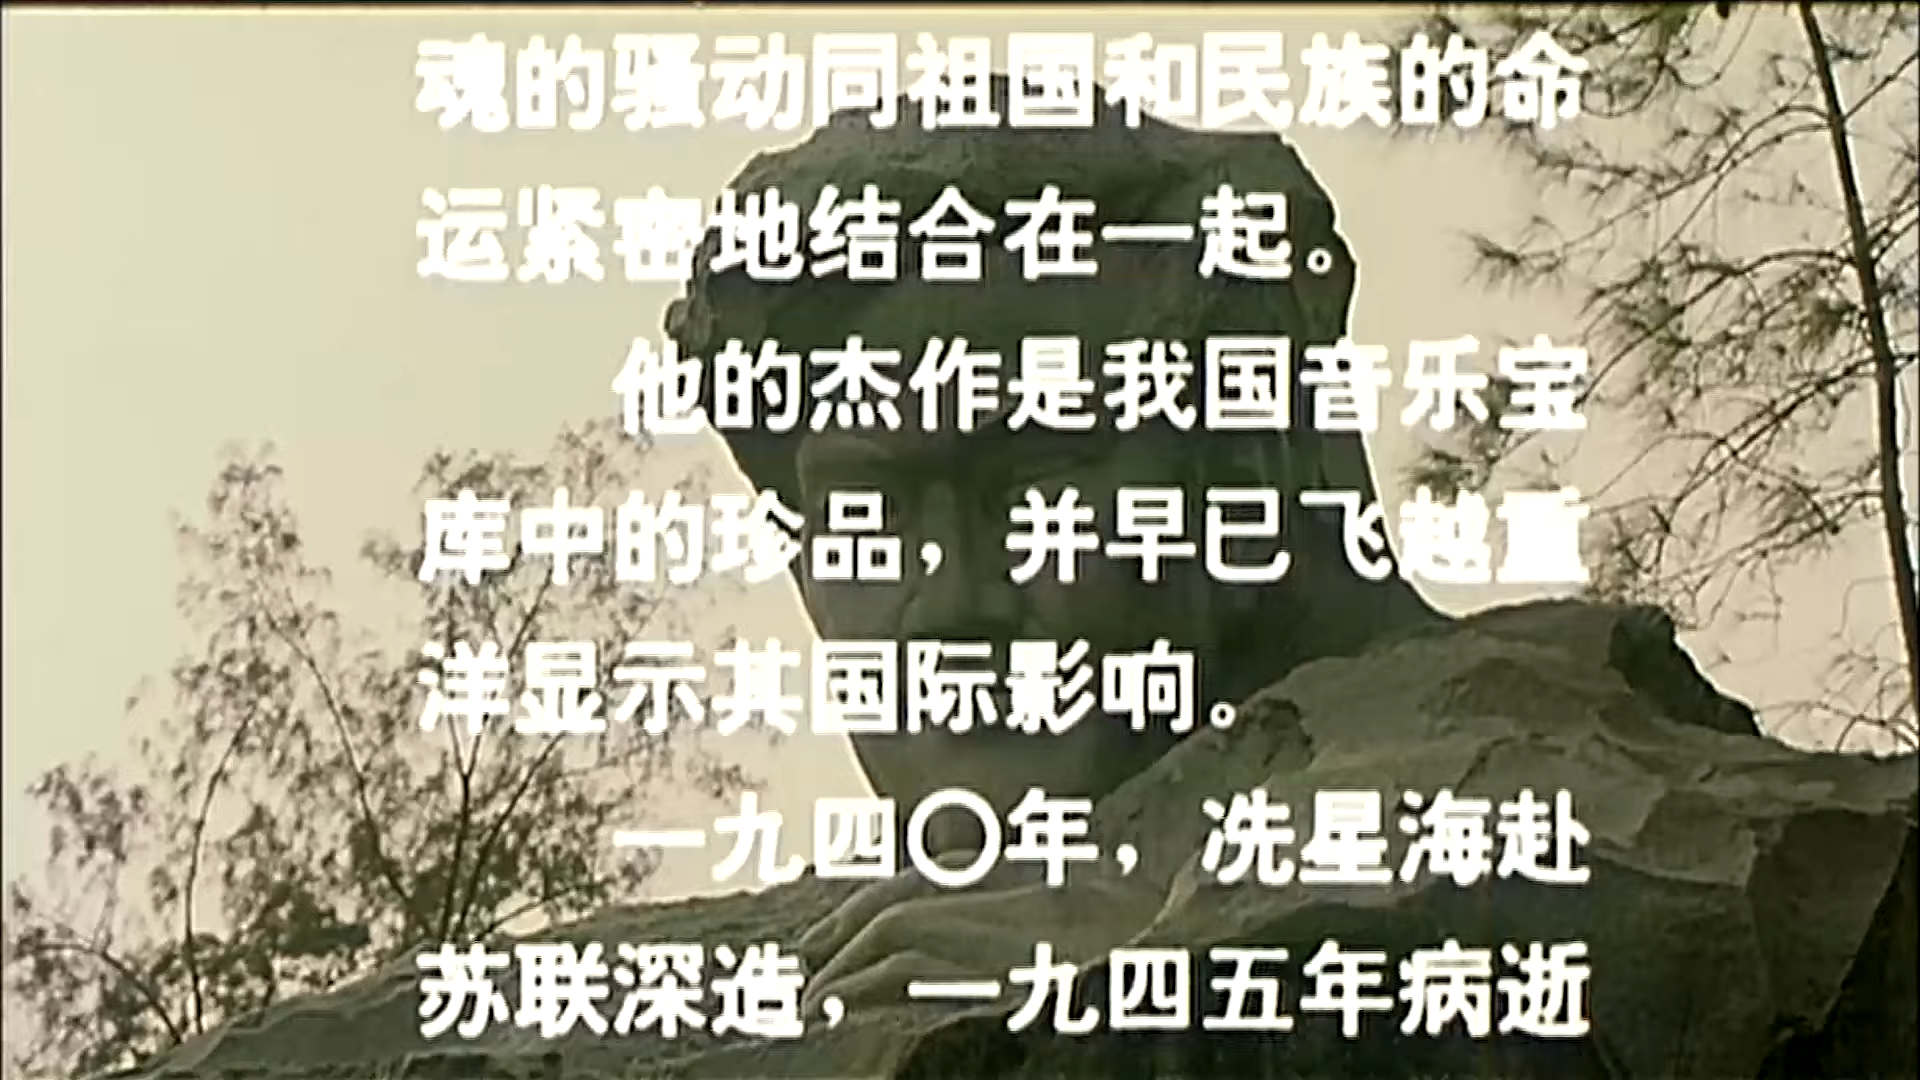 魂的骚动同祖国和民族的命
运紧密地结合在一起。
他的杰作是我国音乐宝
库中的珍品，并早已飞越重
洋显示其国际影响。
一九四〇年，冼星海赴
苏联深造，一九四五年病逝